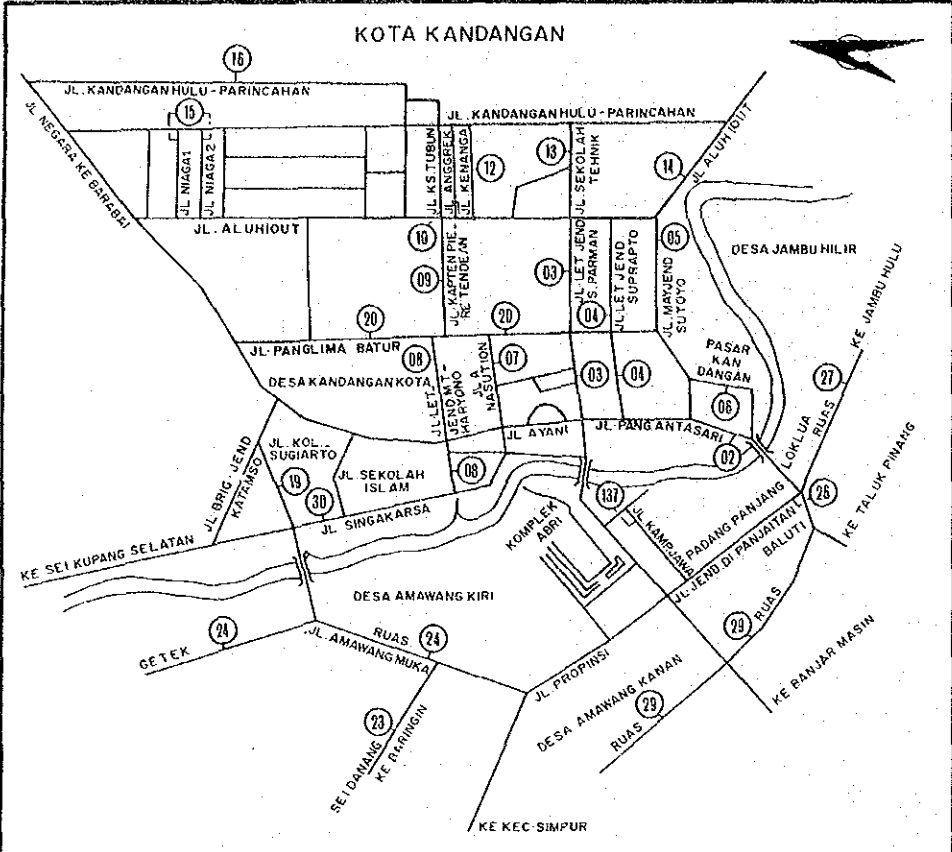 KOTA KANDANGAN
16
JL. KANDANGAN HULU - PARINCAHAN
JL. KANDANGAN HULU - PARINCAHAN
JL NEGARA KE BARABAI
15
JL NIAGA 1
JL NIAGA 2
JL KS.TUBUN
JL ANGGREK
JL KENANGA
12
13
JL SEKOLAH
TEHNIK
14
JL ALUHIOUT
JL. ALUHIOUT
10
09
JL KAPTEN PIE-
RE TENDEAN
03
JL LET JEND
S. PARMAN
JL LET JEND
SUPRAPTO
05
JL MAYJEND
SUTOYO
DESA JAMBU HILIR
04
20
20
JL. PANGLIMA BATUR
DESA KANDANGAN KOTA
08
JL. LET-
JEND M.T-
HARYONO
JL A
NASUTION
07
03
04
PASAR
KAN
DANGAN
06
KE JAMBU HULU
27
LOKLUA
RUAS
JL AYANI
JL PANG ANTASARI
02
JL BRIG. JEND
KATAMSO
JL. KOL.
SUGIARTO
19
30
JL SEKOLAH
ISLAM
08
JL SINGAKARSA
KE SEI KUPANG SELATAN
137
KOMPLEK
ABRI
JL KAMP.JAWA
PADANG PANJANG
JL JEND. DI PANJAITAN L
BALUTI
26
KE TAL UK PINANG
DESA AMAWANG KIRI
24
GETEK
RUAS
24
JL. AMAWANG MUKA
RUAS
29
JL. PROPINSI
KE BANJAR MASIN
DESA AMAWANG KANAN
29
RUAS
23
SEI DANANG
KE BARINGIN
KE KEC-SIMPUR